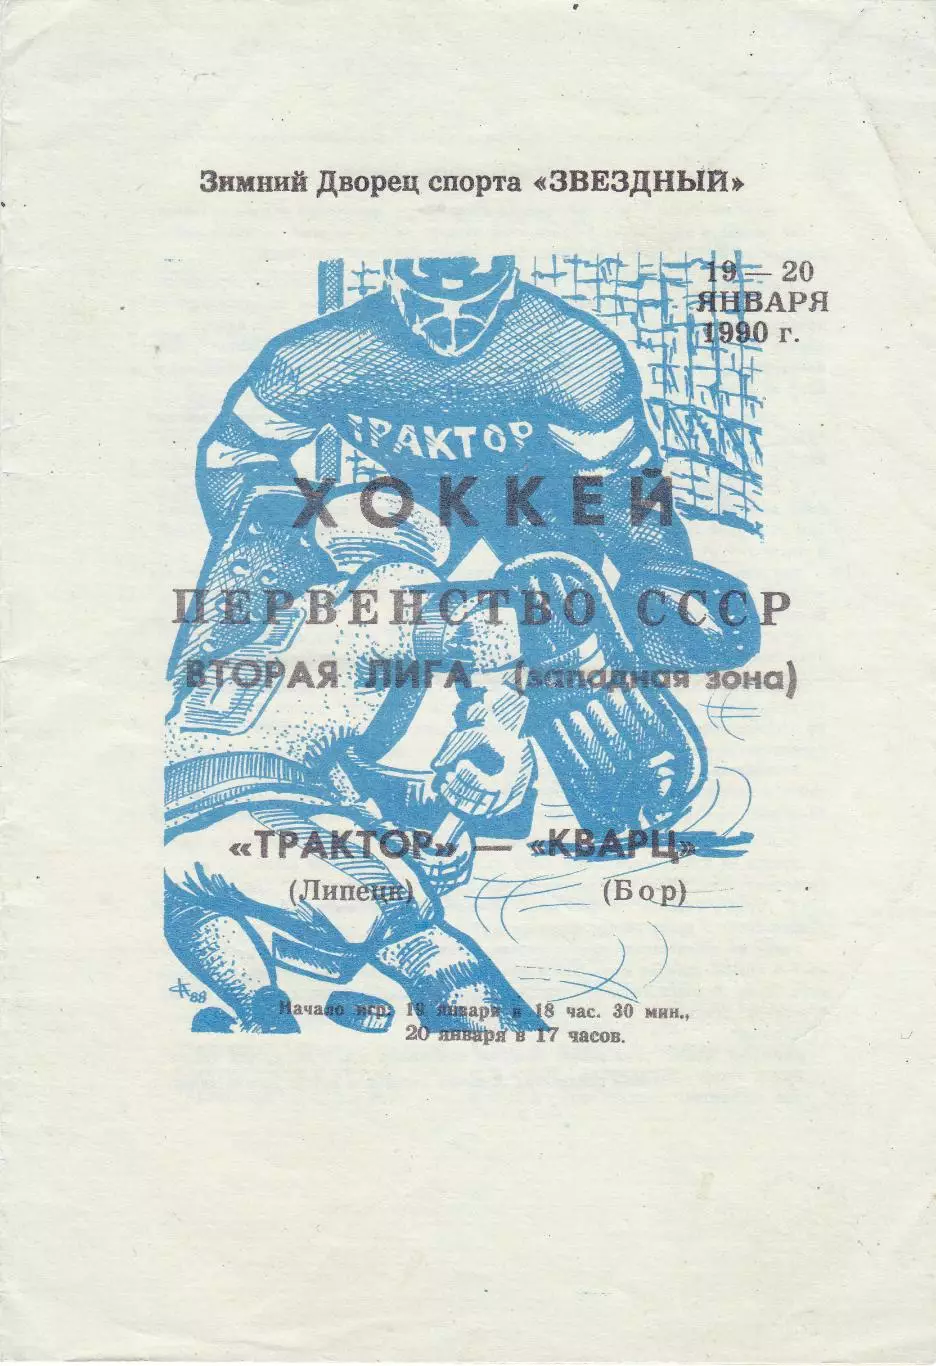 Зимний Дворец спорта «ЗВЕЗДНЫЙ»
19 — 20
ЯНВАРЯ
1990 г.
ТРАКТОР
ХОККЕЙ
ПЕРВЕНСТВО СССР
ВТОРАЯ ЛИГА (западная зона)
«ТРАКТОР» — «КВАРЦ»
(Липецк) (Бор)
88
Начало игр: 19 января в 18 час. 30 мин.,
20 января в 17 часов.